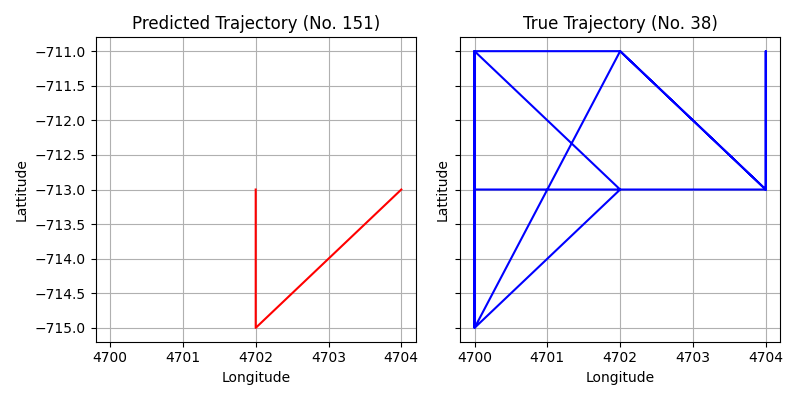 Predicted Trajectory (No. 151)
True Trajectory (No. 38)
Lattitude
−711.0
−711.5
−712.0
−712.5
−713.0
−713.5
−714.0
−714.5
−715.0
4700 4701 4702 4703 4704
Longitude
Lattitude
4700 4701 4702 4703 4704
Longitude